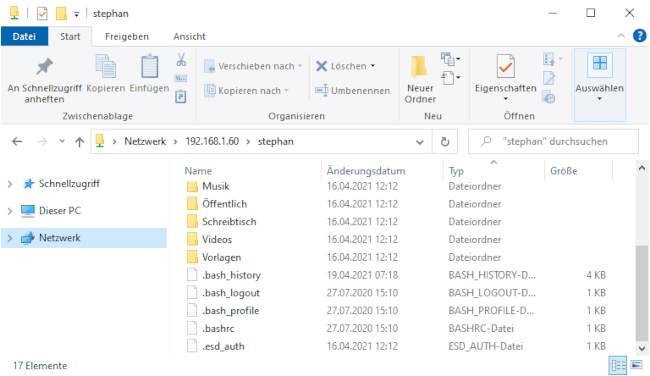 stephan
Datei Start Freigeben Ansicht
An Schnellzugriff anheften
Kopieren
Einfügen
Zwischenablage
Verschieben nach
Kopieren nach
Löschen
Umbenennen
Organisieren
Neuer Ordner
Neu
Eigenschaften
Öffnen
Auswählen
Netzwerk > 192.168.1.60 > stephan
"stephan" durchsuchen
Schnellzugriff
Dieser PC
Netzwerk
Name Änderungsdatum Typ Größe
Musik 16.04.2021 12:12 Dateiordner
Öffentlich 16.04.2021 12:12 Dateiordner
Schreibtisch 16.04.2021 12:12 Dateiordner
Videos 16.04.2021 12:12 Dateiordner
Vorlagen 16.04.2021 12:12 Dateiordner
.bash_history 19.04.2021 07:18 BASH_HISTORY-D... 4 KB
.bash_logout 27.07.2020 15:10 BASH_LOGOUT-D... 1 KB
.bash_profile 27.07.2020 15:10 BASH_PROFILE-D... 1 KB
.bashrc 27.07.2020 15:10 BASHRC-Datei 1 KB
.esd_auth 16.04.2021 12:12 ESD_AUTH-Datei 1 KB
17 Elemente